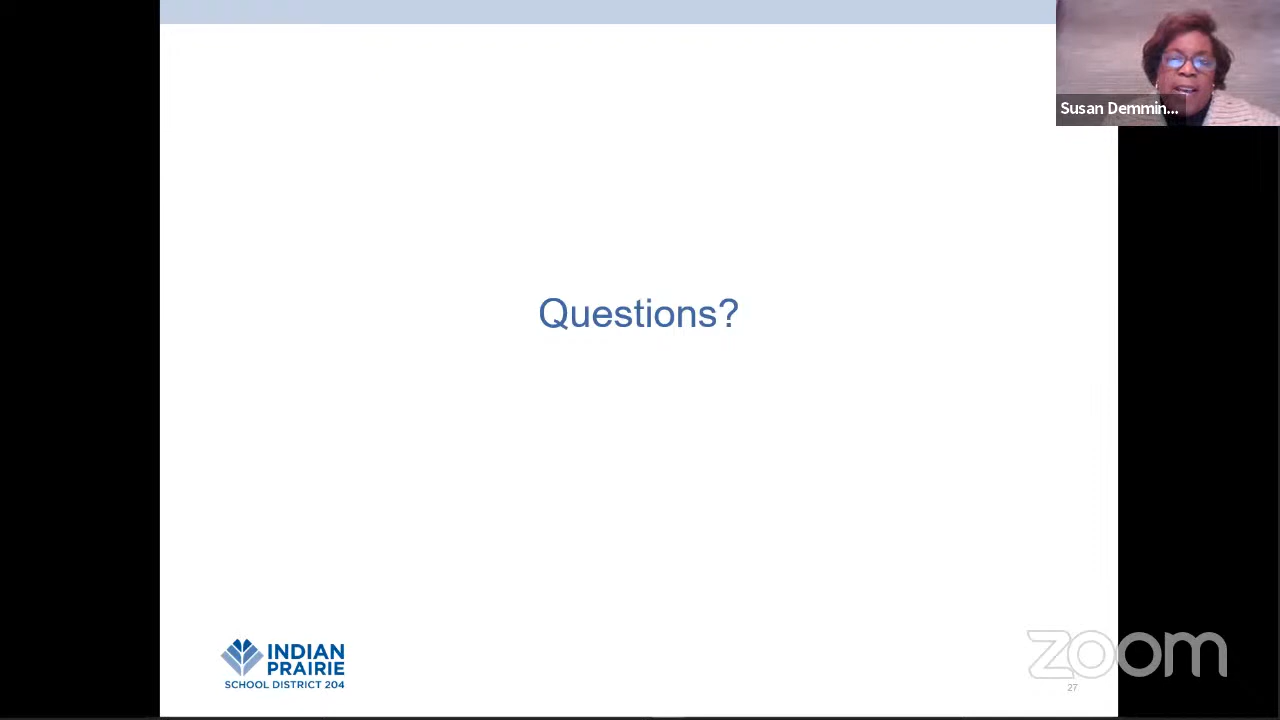 Susan Demmin...
Questions?
INDIAN
PRAIRIE
SCHOOL DISTRICT 204
zoom
27